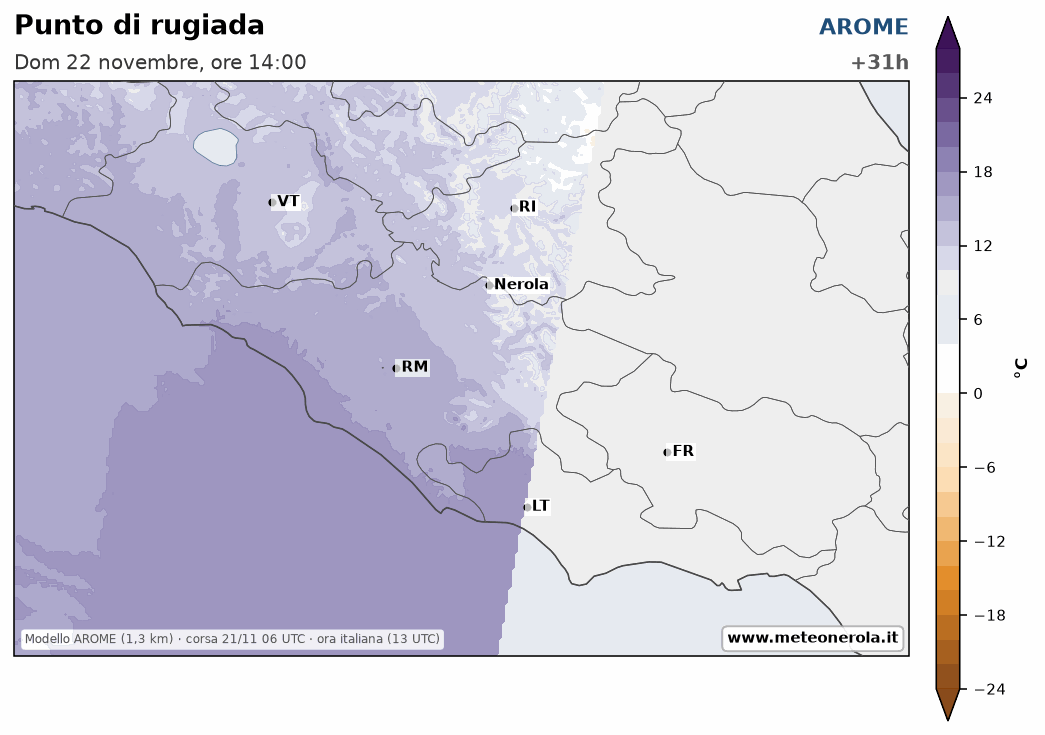 Punto di rugiada
AROME
Dom 22 novembre, ore 14:00
+31h
VT
RI
Nerola
RM
FR
LT
24
18
12
6
0
−6
−12
−18
−24
°C
Modello AROME (1,3 km) · corsa 21/11 06 UTC · ora italiana (13 UTC)
www.meteonerola.it